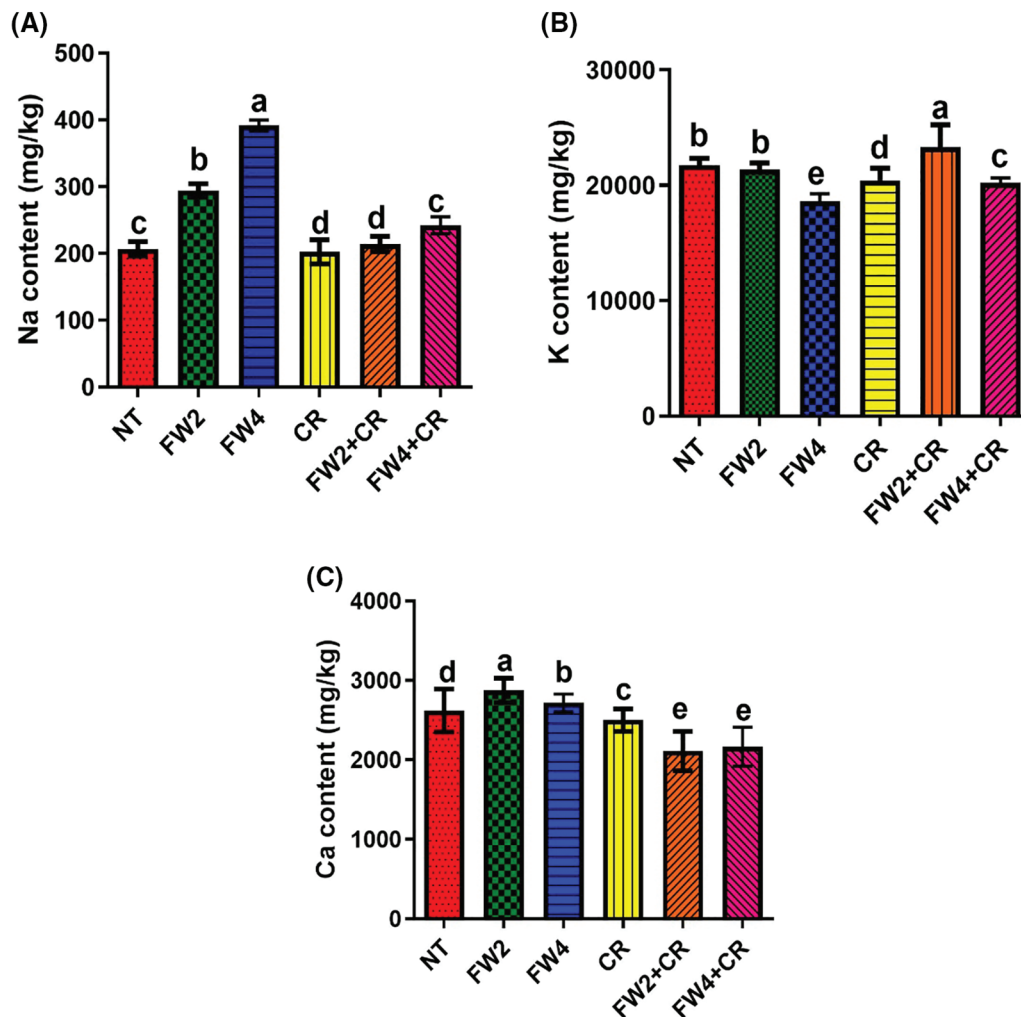 (A)
Na content (mg/kg)
500
400
300
200
100
0
c
b
a
d
d
c
NT
FW2
FW4
CR
FW2+CR
FW4+CR
(B)
K content (mg/kg)
30000
20000
10000
0
b
b
e
d
a
c
NT
FW2
FW4
CR
FW2+CR
FW4+CR
(C)
Ca content (mg/kg)
4000
3000
2000
1000
0
d
a
b
c
e
e
NT
FW2
FW4
CR
FW2+CR
FW4+CR